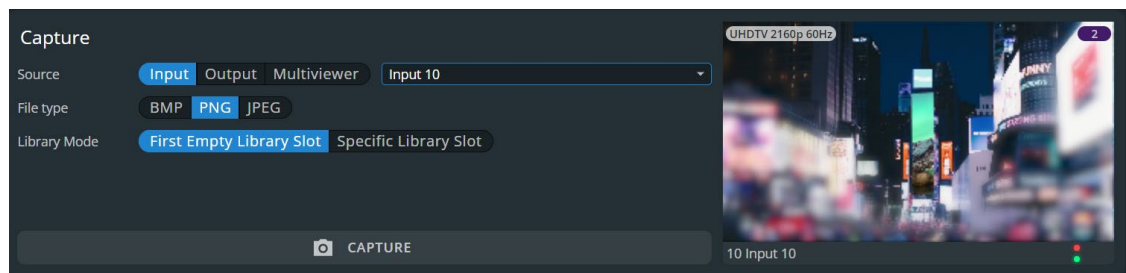 Capture
Source Input Output Multiviewer Input 10
File type BMP PNG JPEG
Library Mode First Empty Library Slot Specific Library Slot
CAPTURE
UHDTV 2160p 60Hz 2
10 Input 10